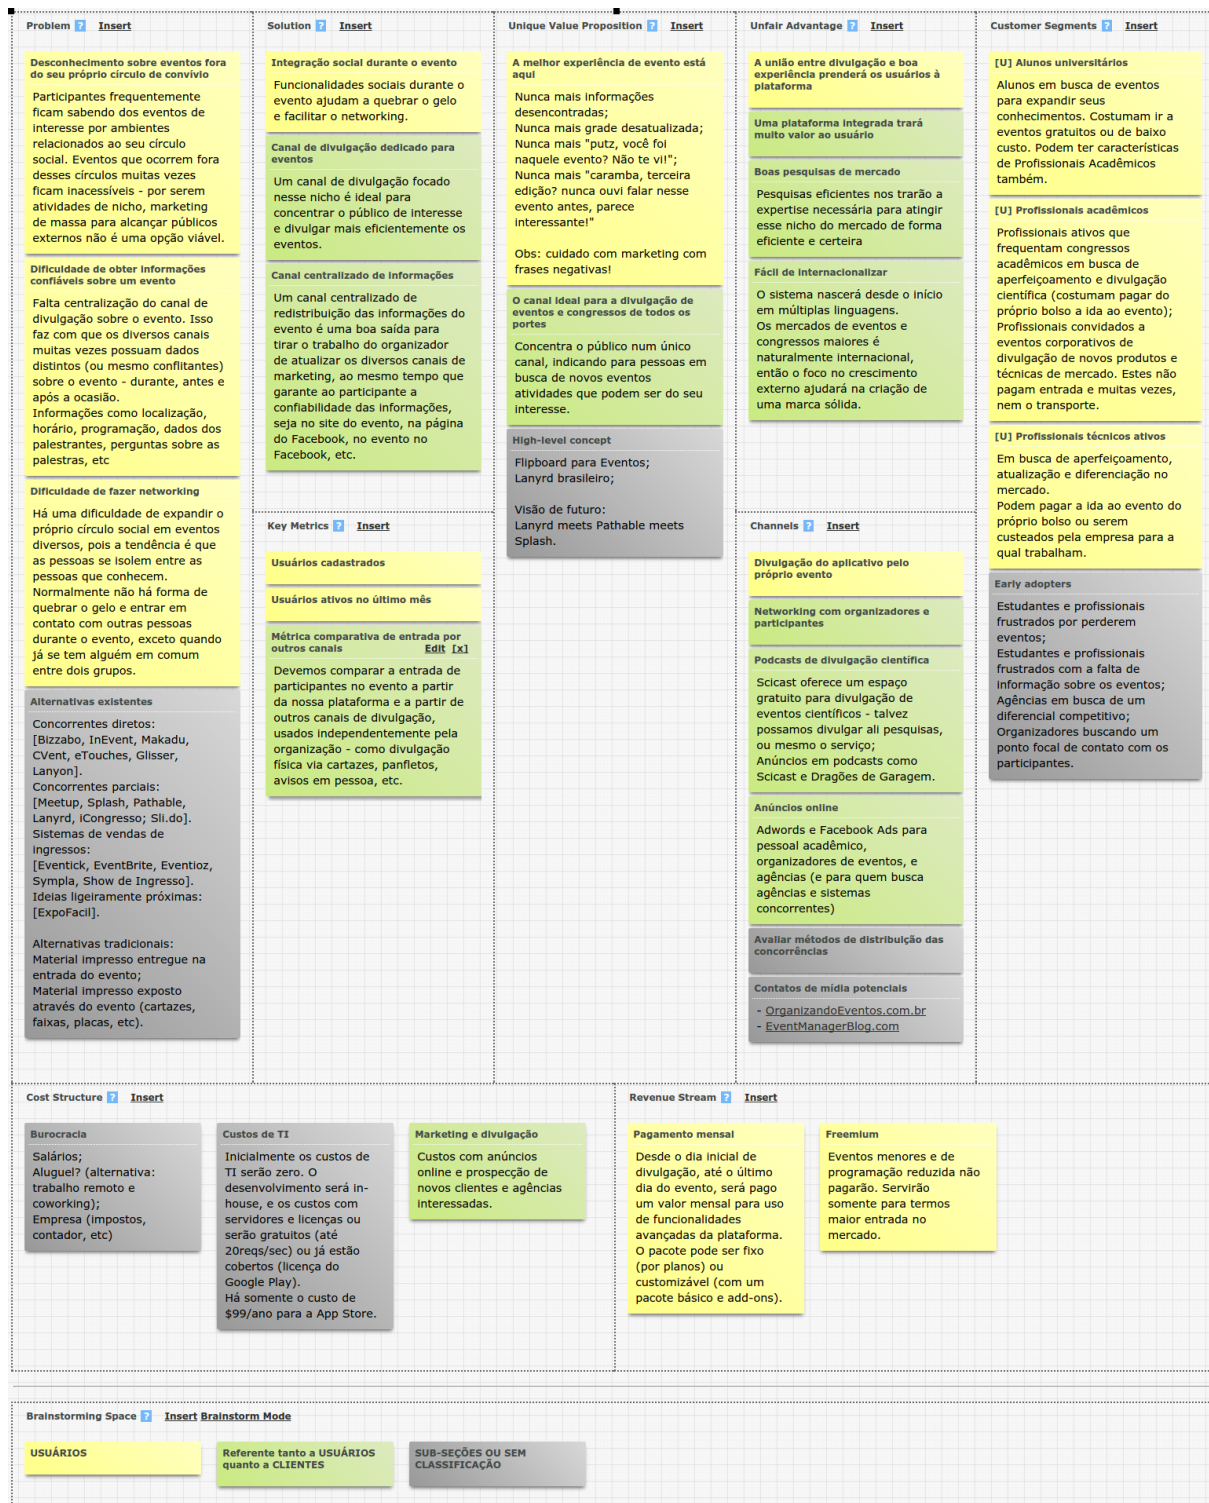 Problem ? Insert
Desconhecimento sobre eventos fora
do seu próprio círculo de convívio
Participantes frequentemente
ficam sabendo dos eventos de
interesse por ambientes
relacionados ao seu círculo
social. Eventos que ocorrem fora
desses círculos muitas vezes
ficam inacessíveis - por serem
atividades de nicho, marketing
de massa para alcançar públicos
externos não é uma opção viável.
Dificuldade de obter informações
confiáveis sobre um evento
Falta centralização do canal de
divulgação sobre o evento. Isso
faz com que os diversos canais
muitas vezes possuam dados
distintos (ou mesmo conflitantes)
sobre o evento - durante, antes e
após a ocasião.
Informações como localização,
horário, programação, dados dos
palestrantes, perguntas sobre as
palestras, etc
Dificuldade de fazer networking
Há uma dificuldade de expandir o
próprio círculo social em eventos
diversos, pois a tendência é que
as pessoas se isolem entre as
pessoas que conhecem.
Normalmente não há forma de
quebrar o gelo e entrar em
contato com outras pessoas
durante o evento, exceto quando
já se tem alguém em comum
entre dois grupos.
Alternativas existentes
Concorrentes diretos:
[Bizzabo, InEvent, Makadu,
CVent, eTouches, Glisser,
Lanyon].
Concorrentes parciais:
[Meetup, Splash, Pathable,
Lanyrd, iCongresso; Sli.do].
Sistemas de vendas de
ingressos:
[Eventick, EventBrite, Eventioz,
Sympla, Show de Ingresso].
Ideias ligeiramente próximas:
[ExpoFacil].
Alternativas tradicionais:
Material impresso entregue na
entrada do evento;
Material impresso exposto
através do evento (cartazes,
faixas, placas, etc).
Solution ? Insert
Integração social durante o evento
Funcionalidades sociais durante o
evento ajudam a quebrar o gelo
e facilitar o networking.
Canal de divulgação dedicado para
eventos
Um canal de divulgação focado
nesse nicho é ideal para
concentrar o público de interesse
e divulgar mais eficientemente os
eventos.
Canal centralizado de informações
Um canal centralizado de
redistribuição das informações do
evento é uma boa saída para
tirar o trabalho do organizador
de atualizar os diversos canais de
marketing, ao mesmo tempo que
garante ao participante a
confiabilidade das informações,
seja no site do evento, na página
do Facebook, no evento no
Facebook, etc.
Key Metrics ? Insert
Usuários cadastrados
Usuários ativos no último mês
Métrica comparativa de entrada por
outros canais Edit [x]
Devemos comparar a entrada de
participantes no evento a partir
da nossa plataforma e a partir de
outros canais de divulgação,
usados independentemente pela
organização - como divulgação
física via cartazes, panfletos,
avisos em pessoa, etc.
Unique Value Proposition ? Insert
A melhor experiência de evento está
aqui
Nunca mais informações
desencontradas;
Nunca mais grade desatualizada;
Nunca mais "putz, você foi
naquele evento? Não te vi!";
Nunca mais "caramba, terceira
edição? nunca ouvi falar nesse
evento antes, parece
interessante!"
Obs: cuidado com marketing com
frases negativas!
O canal ideal para a divulgação de
eventos e congressos de todos os
portes
Concentra o público num único
canal, indicando para pessoas em
busca de novos eventos
atividades que podem ser do seu
interesse.
High-level concept
Flipboard para Eventos;
Lanyrd brasileiro;
Visão de futuro:
Lanyrd meets Pathable meets
Splash.
Unfair Advantage ? Insert
A união entre divulgação e boa
experiência prenderá os usuários à
plataforma
Uma plataforma integrada trará
muito valor ao usuário
Boas pesquisas de mercado
Pesquisas eficientes nos trarão a
expertise necessária para atingir
esse nicho do mercado de forma
eficiente e certeira
Fácil de internacionalizar
O sistema nascerá desde o início
em múltiplas linguagens.
Os mercados de eventos e
congressos maiores é
naturalmente internacional,
então o foco no crescimento
externo ajudará na criação de
uma marca sólida.
Channels ? Insert
Divulgação do aplicativo pelo
próprio evento
Networking com organizadores e
participantes
Podcasts de divulgação científica
Scicast oferece um espaço
gratuito para divulgação de
eventos científicos - talvez
possamos divulgar ali pesquisas,
ou mesmo o serviço;
Anúncios em podcasts como
Scicast e Dragões de Garagem.
Anúncios online
Adwords e Facebook Ads para
pessoal acadêmico,
organizadores de eventos, e
agências (e para quem busca
agências e sistemas
concorrentes)
Avaliar métodos de distribuição das
concorrências
Contatos de mídia potenciais
- OrganizandoEventos.com.br
- EventManagerBlog.com
Customer Segments ? Insert
[U] Alunos universitários
Alunos em busca de eventos
para expandir seus
conhecimentos. Costumam ir a
eventos gratuitos ou de baixo
custo. Podem ter características
de Profissionais Acadêmicos
também.
[U] Profissionais acadêmicos
Profissionais ativos que
frequentam congressos
acadêmicos em busca de
aperfeiçoamento e divulgação
científica (costumam pagar do
próprio bolso a ida ao evento);
Profissionais convidados a
eventos corporativos de
divulgação de novos produtos e
técnicas de mercado. Estes não
pagam entrada e muitas vezes,
nem o transporte.
[U] Profissionais técnicos ativos
Em busca de aperfeiçoamento,
atualização e diferenciação no
mercado.
Podem pagar a ida ao evento do
próprio bolso ou serem
custeados pela empresa para a
qual trabalham.
Early adopters
Estudantes e profissionais
frustrados por perderem
eventos;
Estudantes e profissionais
frustrados com a falta de
informação sobre os eventos;
Agências em busca de um
diferencial competitivo;
Organizadores buscando um
ponto focal de contato com os
participantes.
Cost Structure ? Insert
Burocracia
Salários;
Aluguel? (alternativa:
trabalho remoto e
coworking);
Empresa (impostos,
contador, etc)
Custos de TI
Inicialmente os custos de
TI serão zero. O
desenvolvimento será in-
house, e os custos com
servidores e licenças ou
serão gratuitos (até
20reqs/sec) ou já estão
cobertos (licença do
Google Play).
Há somente o custo de
$99/ano para a App Store.
Marketing e divulgação
Custos com anúncios
online e prospecção de
novos clientes e agências
interessadas.
Revenue Stream ? Insert
Pagamento mensal
Desde o dia inicial de
divulgação, até o último
dia do evento, será pago
um valor mensal para uso
de funcionalidades
avançadas da plataforma.
O pacote pode ser fixo
(por planos) ou
customizável (com um
pacote básico e add-ons).
Freemium
Eventos menores e de
programação reduzida não
pagarão. Servirão
somente para termos
maior entrada no
mercado.
Brainstorming Space ? Insert Brainstorm Mode
USUÁRIOS
Referente tanto a USUÁRIOS
quanto a CLIENTES
SUB-SEÇÕES OU SEM
CLASSIFICAÇÃO